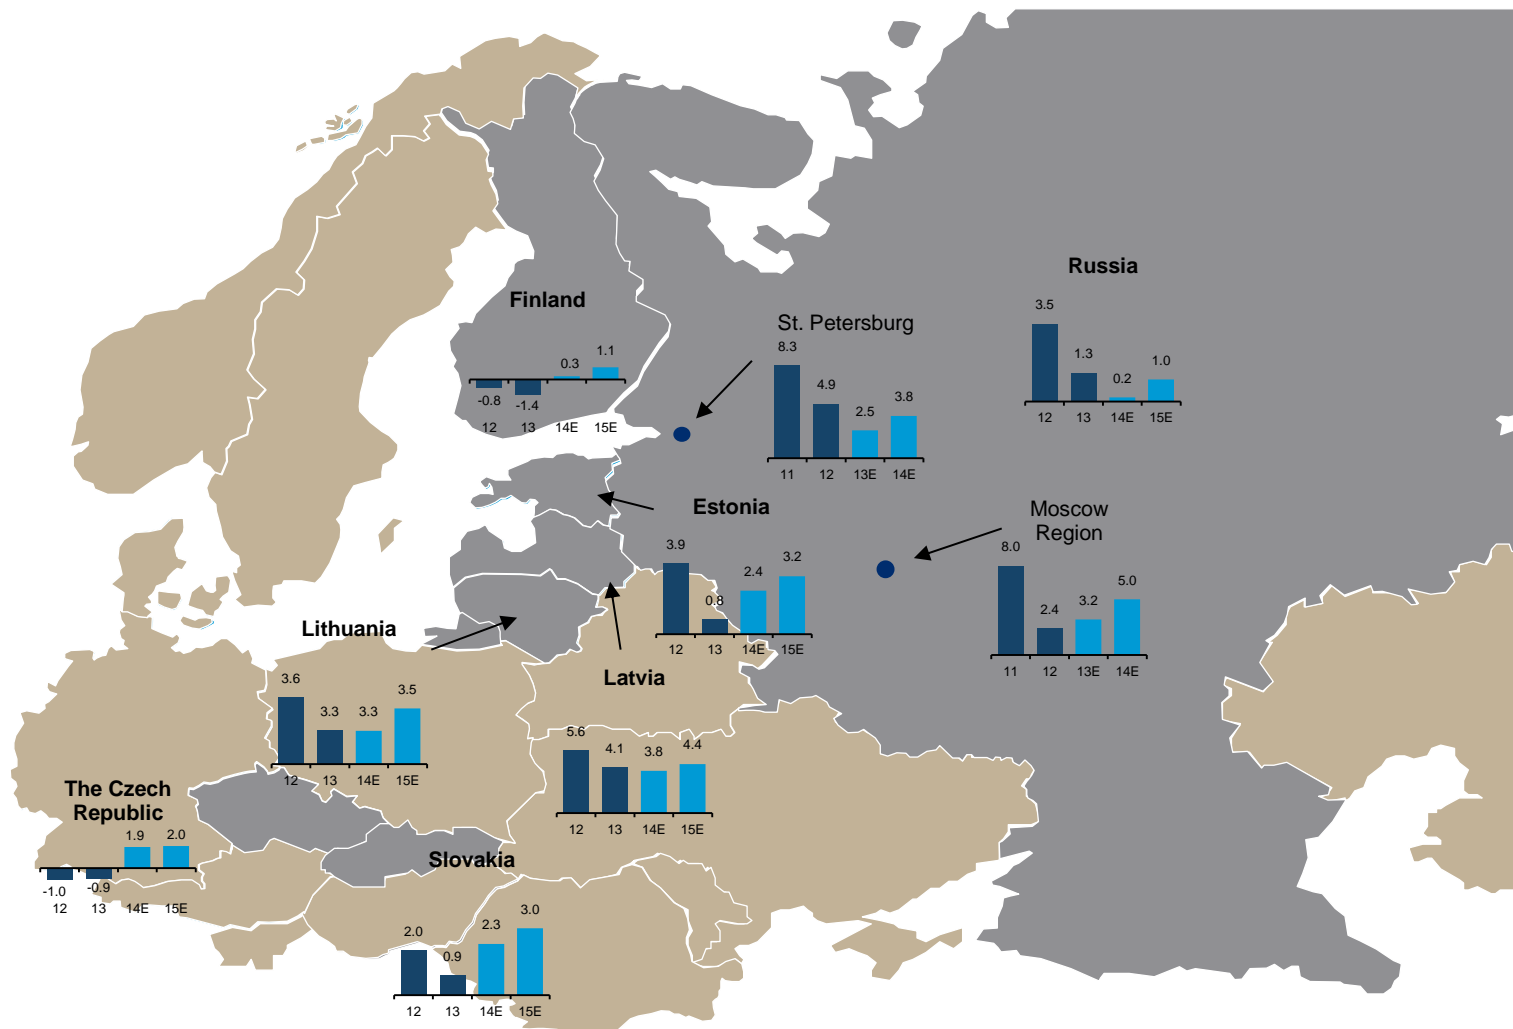 Russia
3.5
1.3
0.2
1.0
12 13 14E 15E
Finland
-0.8
-1.4
0.3
1.1
12 13 14E 15E
St. Petersburg
8.3
4.9
2.5
3.8
11 12 13E 14E
Estonia
3.9
0.8
2.4
3.2
12 13 14E 15E
Moscow
Region
8.0
2.4
3.2
5.0
11 12 13E 14E
Lithuania
3.6
3.3
3.3
3.5
12 13 14E 15E
Latvia
5.6
4.1
3.8
4.4
12 13 14E 15E
The Czech
Republic
-1.0
-0.9
1.9
2.0
12 13 14E 15E
Slovakia
2.0
0.9
2.3
3.0
12 13 14E 15E